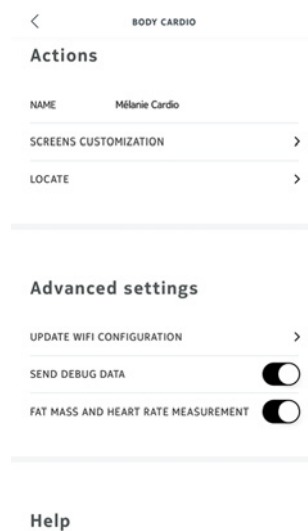 BODY CARDIO
Actions
NAME Mélanie Cardio
SCREENS CUSTOMIZATION
LOCATE
Advanced settings
UPDATE WIFI CONFIGURATION
SEND DEBUG DATA
FAT MASS AND HEART RATE MEASUREMENT
Help